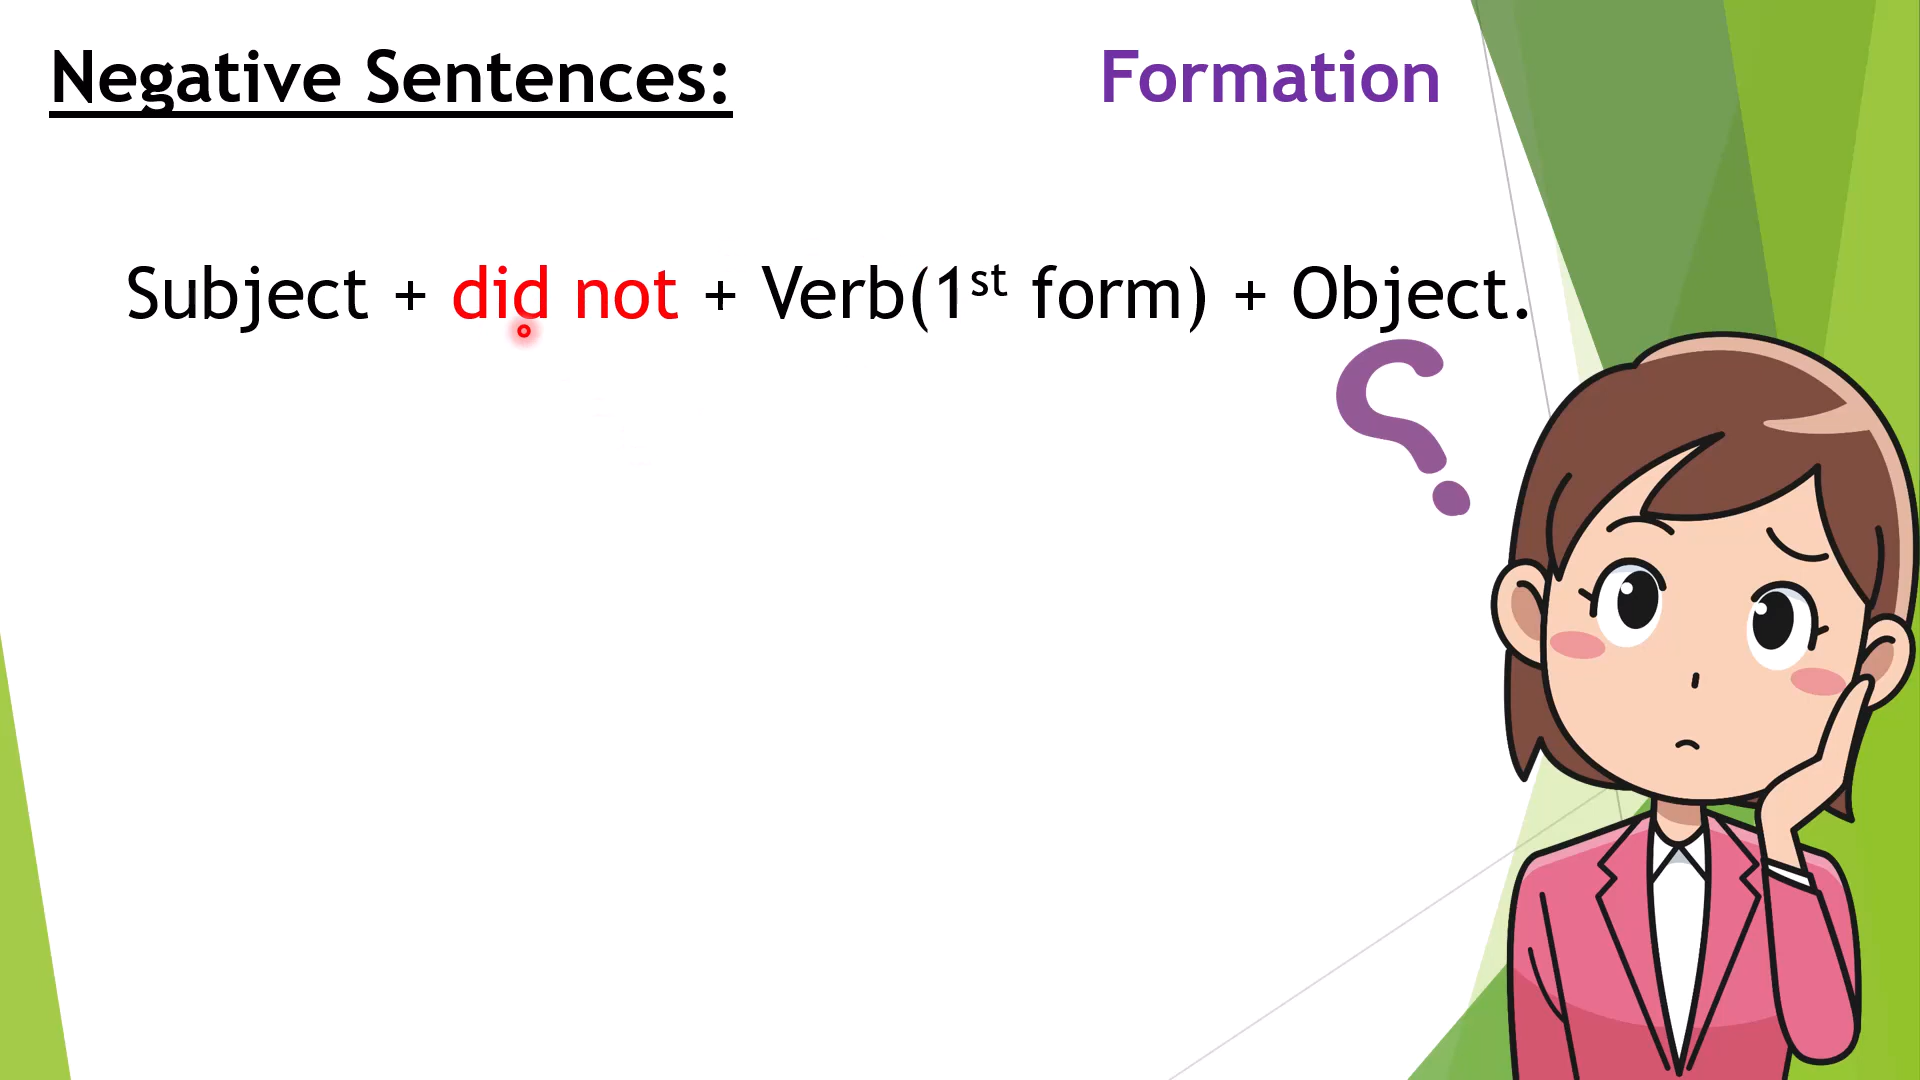 Negative Sentences: Formation
Subject + did not + Verb(1st form) + Object.
?